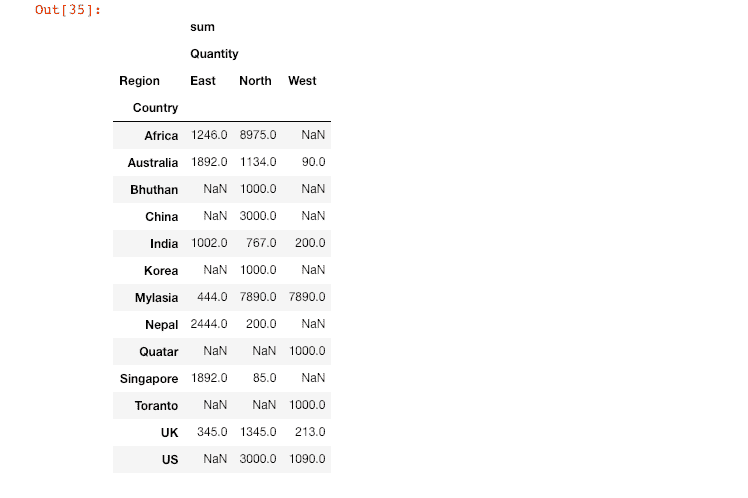 Out[35]:
sum
Quantity
Region East North West
Country
Africa 1246.0 8975.0 NaN
Australia 1892.0 1134.0 90.0
Bhuthan NaN 1000.0 NaN
China NaN 3000.0 NaN
India 1002.0 767.0 200.0
Korea NaN 1000.0 NaN
Mylasia 444.0 7890.0 7890.0
Nepal 2444.0 200.0 NaN
Quatar NaN NaN 1000.0
Singapore 1892.0 85.0 NaN
Toranto NaN NaN 1000.0
UK 345.0 1345.0 213.0
US NaN 3000.0 1090.0